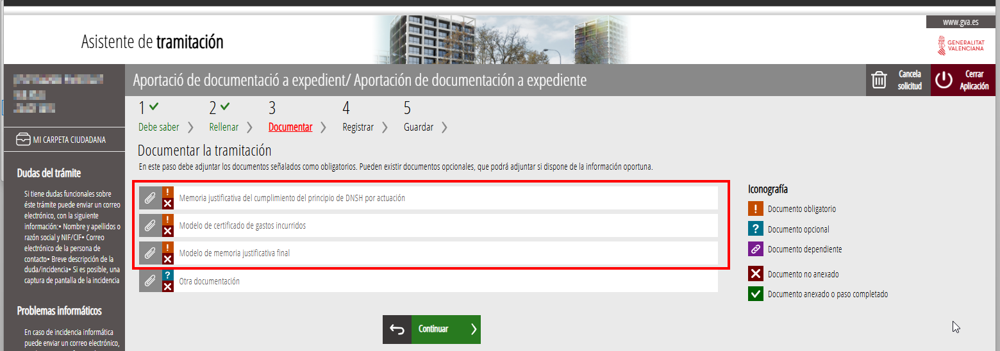 www.gva.es
Asistente de tramitación
GENERALITAT
VALENCIANA
Aportació de documentació a expedient/ Aportación de documentación a expediente
Cancela
solicitud
Cerrar
Aplicación
1 2 3 4 5
Debe saber Rellenar Documentar Registrar Guardar
MI CARPETA CIUDADANA
Documentar la tramitación
En este paso debe adjuntar los documentos señalados como obligatorios. Pueden existir documentos opcionales, que podrá adjuntar si dispone de la información oportuna.
Dudas del trámite
Si tiene dudas funcionales sobre
éste trámite puede enviar un correo
electrónico, con la siguiente
información:• Nombre y apellidos o
razón social y NIF/CIF• Correo
electrónico de la persona de
contacto• Breve descripción de la
duda/incidencia• Si es posible, una
captura de pantalla de la incidencia
Problemas informáticos
En caso de incidencia informática
puede enviar un correo electrónico,
Memoria justificativa del cumplimiento del principio de DNSH por actuación
Modelo de certificado de gastos incurridos
Modelo de memoria justificativa final
Otra documentación
Continuar
Iconografía
Documento obligatorio
Documento opcional
Documento dependiente
Documento no anexado
Documento anexado o paso completado